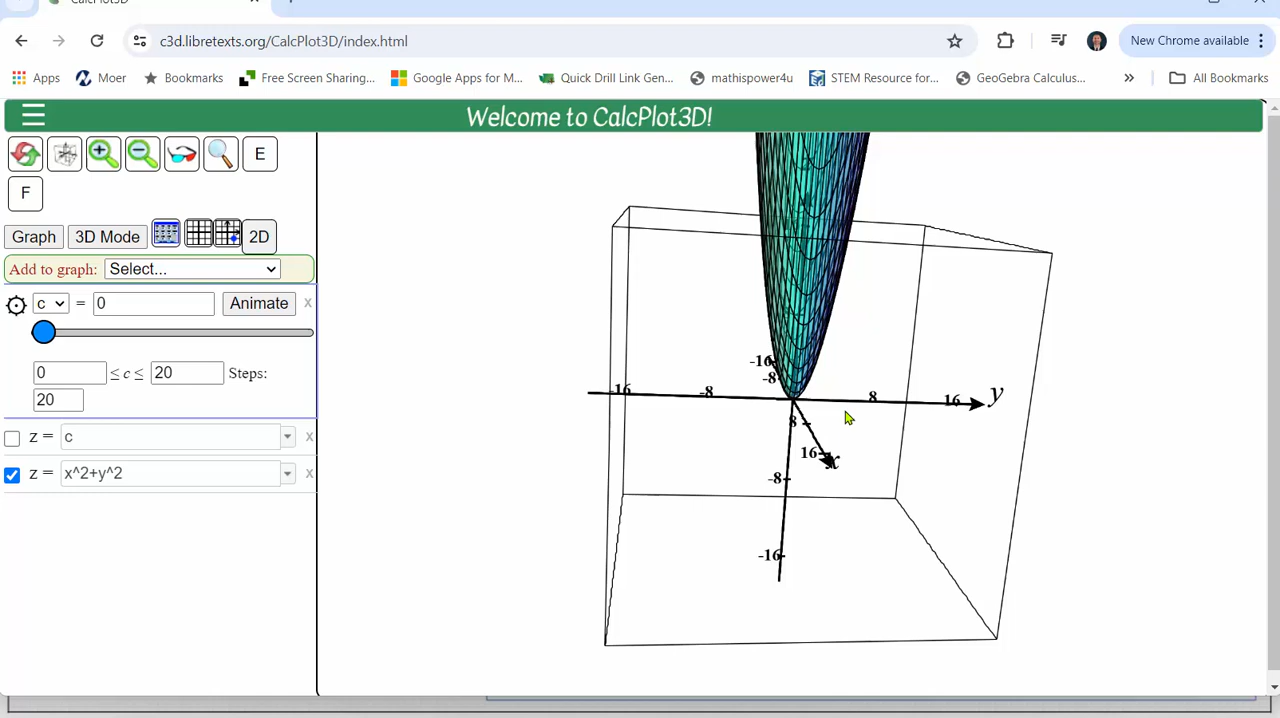 CalcPlot3D
c3d.libretexts.org/CalcPlot3D/index.html
New Chrome available
Apps
Moer
Bookmarks
Free Screen Sharing...
Google Apps for M...
Quick Drill Link Gen...
mathispower4u
STEM Resource for...
GeoGebra Calculus...
»
All Bookmarks
Welcome to CalcPlot3D!
E
F
Graph
3D Mode
2D
Add to graph: Select...
c = 0 Animate x
0 ≤ c ≤ 20 Steps:
20
z = c x
z = x^2+y^2 x
-16
-8
-16 -8 8 16 y
8
16 x
-8
-16